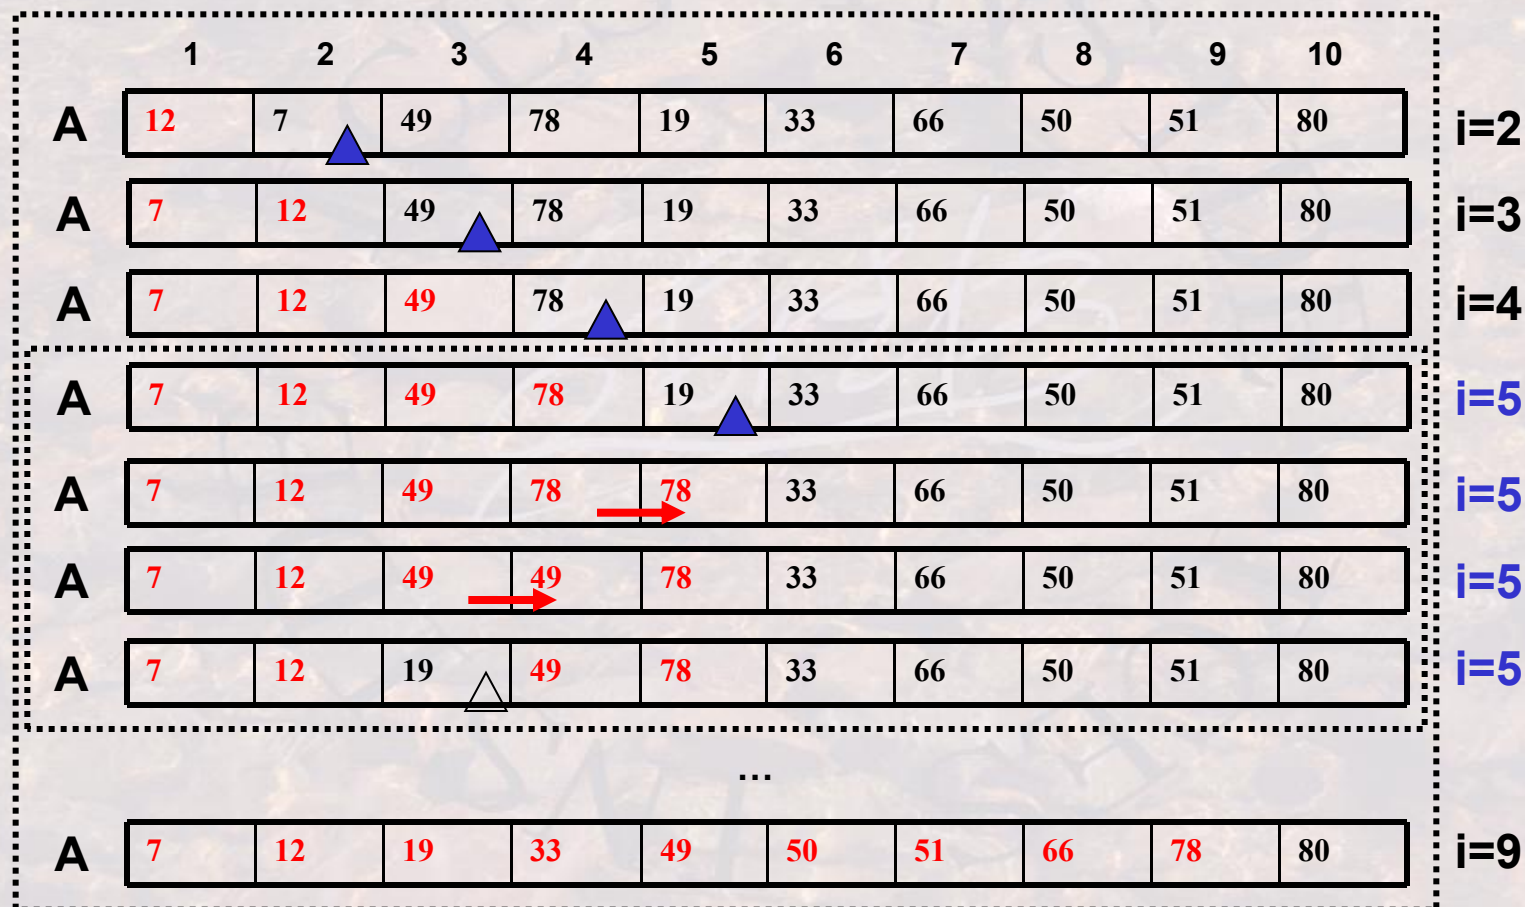 1 2 3 4 5 6 7 8 9 10
A 12 7 49 78 19 33 66 50 51 80 i=2
A 7 12 49 78 19 33 66 50 51 80 i=3
A 7 12 49 78 19 33 66 50 51 80 i=4
A 7 12 49 78 19 33 66 50 51 80 i=5
A 7 12 49 78 78 33 66 50 51 80 i=5
A 7 12 49 49 78 33 66 50 51 80 i=5
A 7 12 19 49 78 33 66 50 51 80 i=5
...
A 7 12 19 33 49 50 51 66 78 80 i=9